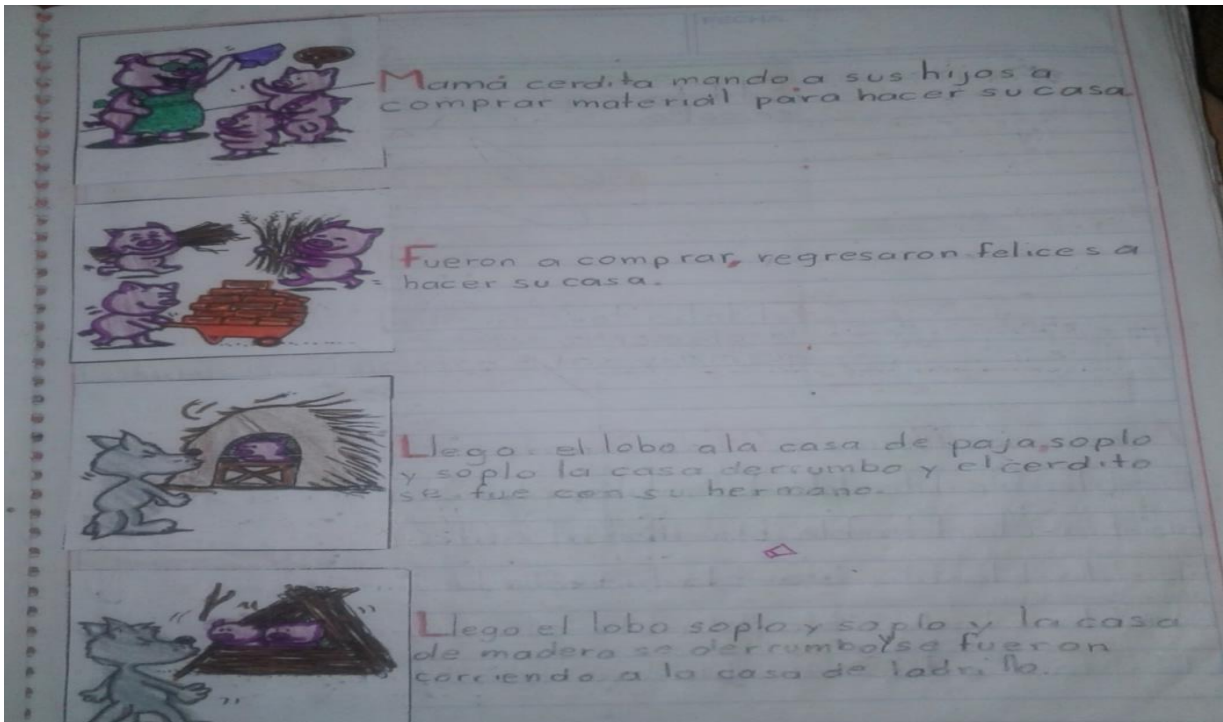 FECHA
Mamá cerdita mando a sus hijos a
comprar material para hacer su casa
Fueron a comprar, regresaron felices a
hacer su casa.
Llego el lobo ala casa de paja, soplo
y soplo la casa derrumbo y el cerdito
se fue con su hermano.
Llego el lobo soplo y soplo y la casa
de madera se derrumbo y se fueron
corriendo a la casa de ladrillo.